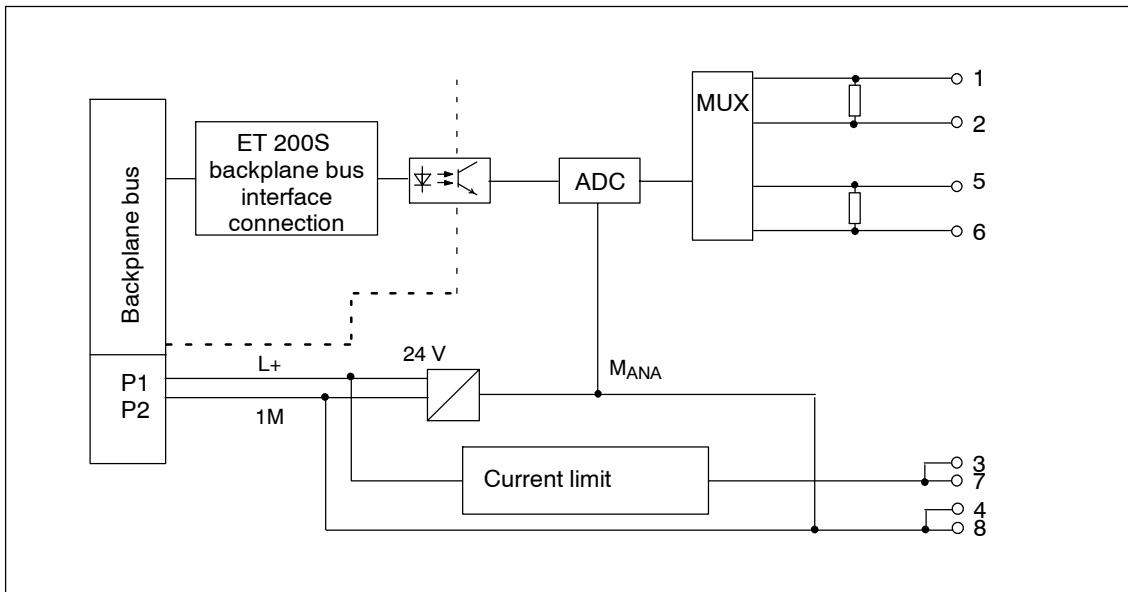 Backplane bus
ET 200S
backplane bus
interface
connection
ADC
MUX
1
2
5
6
P1
P2
L+
1M
24 V
MANA
Current limit
3
7
4
8